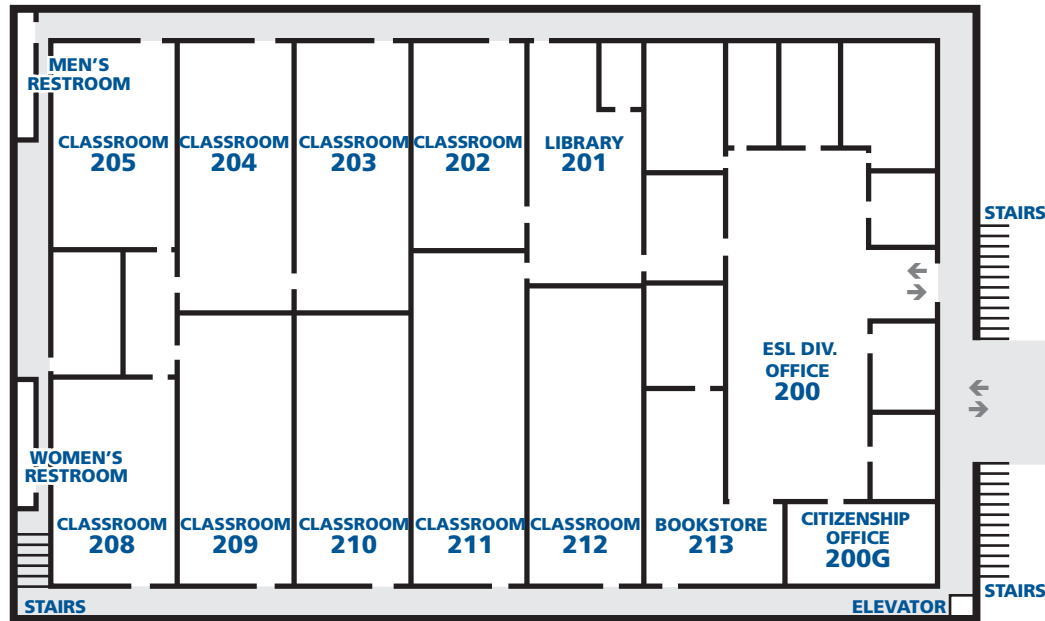 MEN'S
RESTROOM
CLASSROOM
205
CLASSROOM
204
CLASSROOM
203
CLASSROOM
202
LIBRARY
201
STAIRS
ESL DIV.
OFFICE
200
WOMEN'S
RESTROOM
CLASSROOM
208
CLASSROOM
209
CLASSROOM
210
CLASSROOM
211
CLASSROOM
212
BOOKSTORE
213
CITIZENSHIP
OFFICE
200G
STAIRS
STAIRS
ELEVATOR